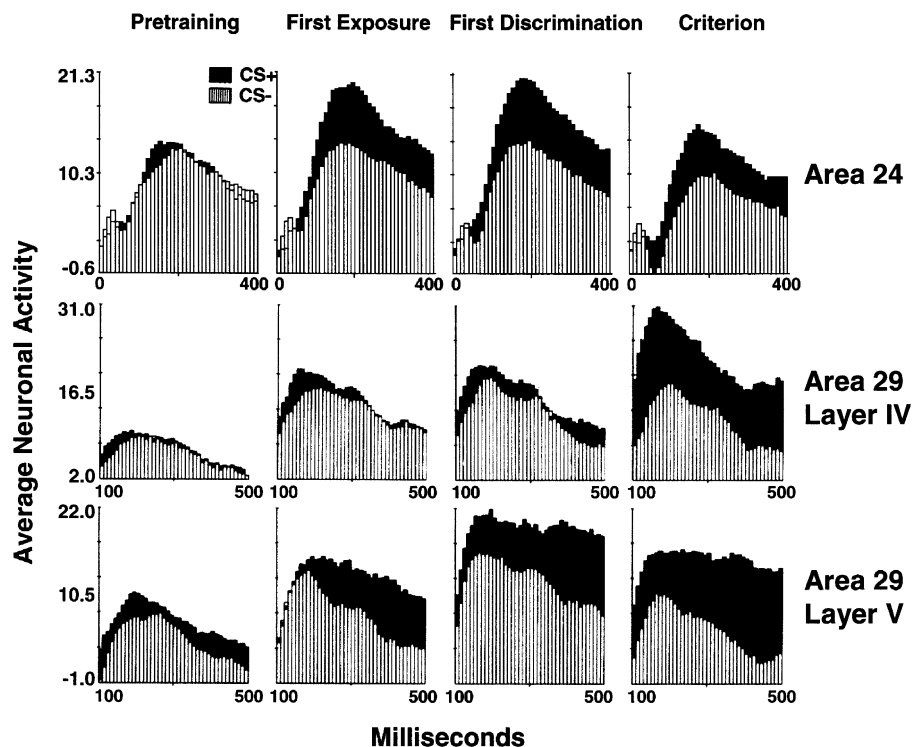 Pretraining First Exposure First Discrimination Criterion
CS+
CS-
21.3
10.3
-0.6
0 400 0 400 0 400 0 400
Area 24
31.0
16.5
2.0
100 500 100 500 100 500 100 500
Area 29
Layer IV
22.0
10.5
-1.0
100 500 100 500 100 500 100 500
Area 29
Layer V
Average Neuronal Activity
Milliseconds